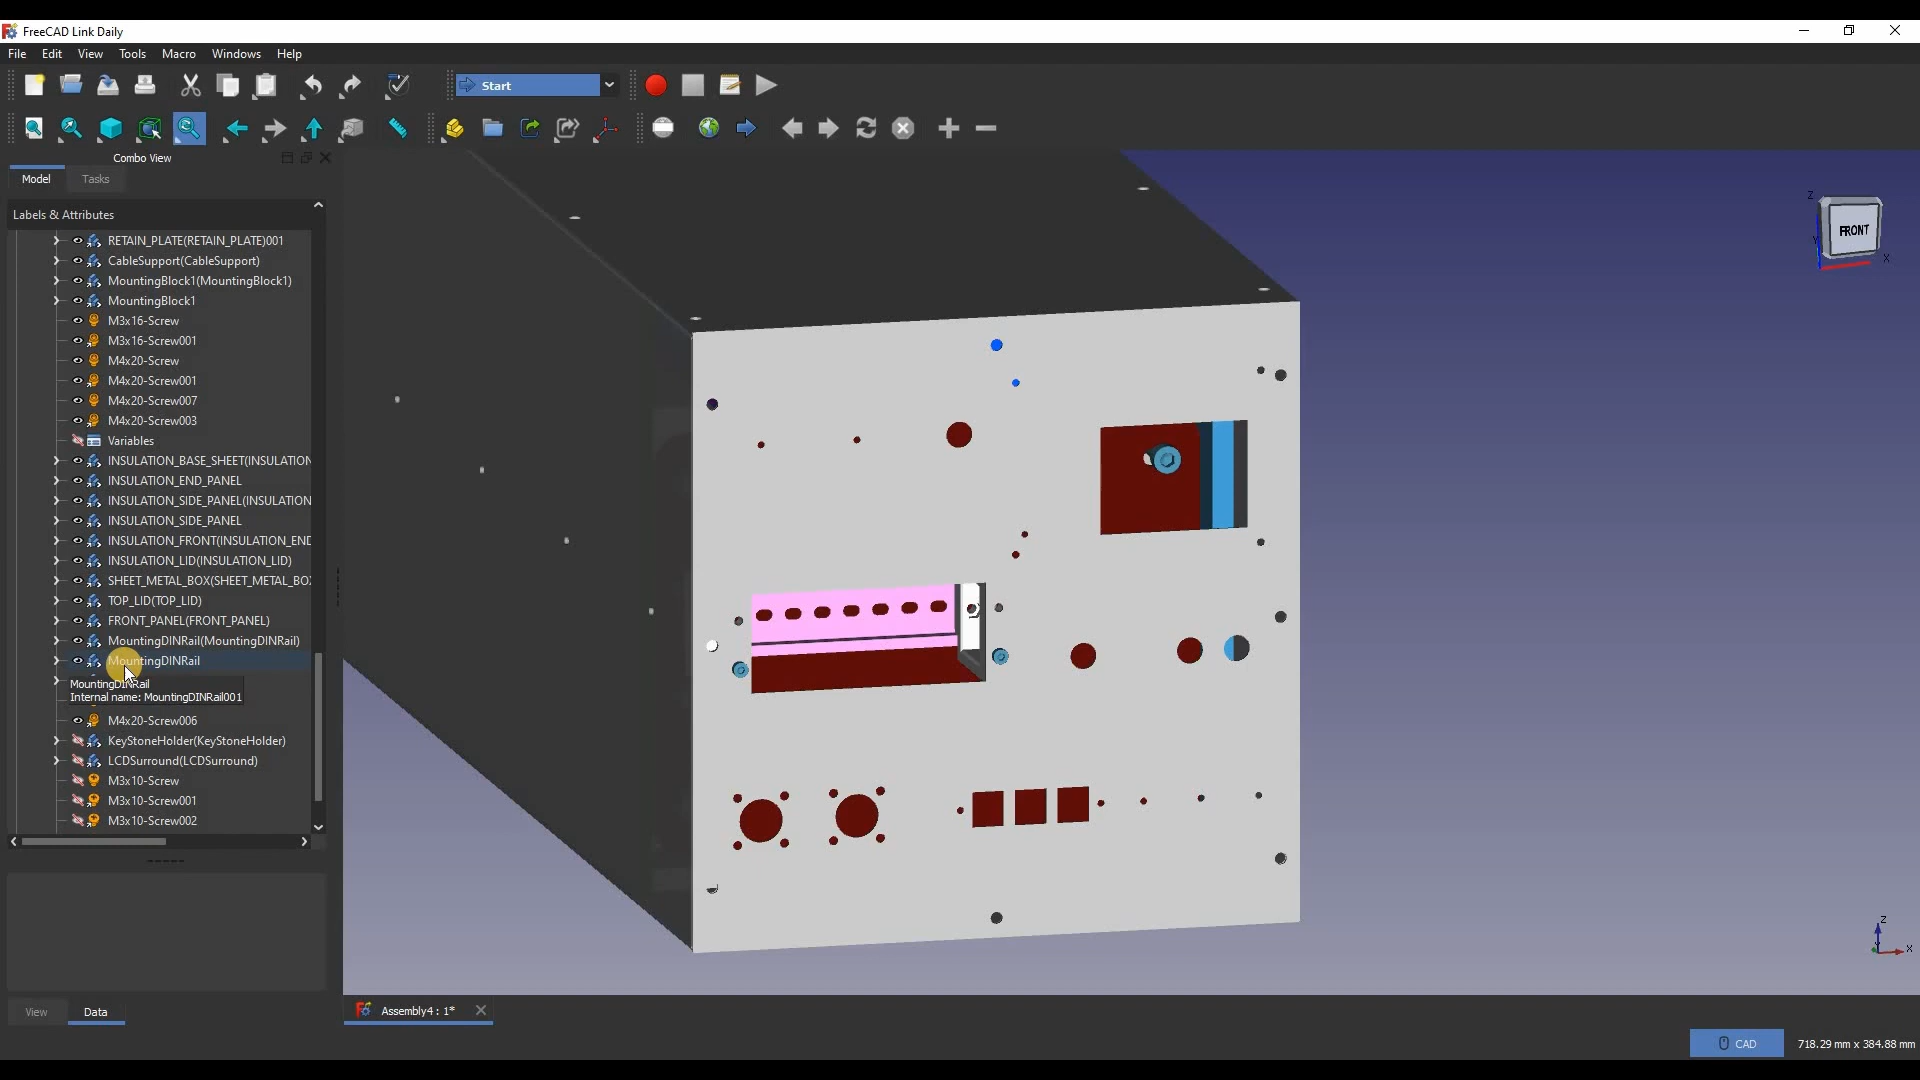 FreeCAD Link Daily
File Edit View Tools Macro Windows Help
Start
Combo View
Model Tasks
Labels & Attributes
RETAIN_PLATE(RETAIN_PLATE)001
CableSupport(CableSupport)
MountingBlock1(MountingBlock1)
MountingBlock1
M3x16-Screw
M3x16-Screw001
M4x20-Screw
M4x20-Screw001
M4x20-Screw007
M4x20-Screw003
Variables
INSULATION_BASE_SHEET(INSULATION
INSULATION_END_PANEL
INSULATION_SIDE_PANEL(INSULATION
INSULATION_SIDE_PANEL
INSULATION_FRONT(INSULATION_END
INSULATION_LID(INSULATION_LID)
SHEET_METAL_BOX(SHEET_METAL_BO
TOP_LID(TOP_LID)
FRONT_PANEL(FRONT_PANEL)
MountingDINRail(MountingDINRail)
MountingDINRail
MountingDINRail
Internal name: MountingDINRail001
M4x20-Screw006
KeyStoneHolder(KeyStoneHolder)
LCDSurround(LCDSurround)
M3x10-Screw
M3x10-Screw001
M3x10-Screw002
View Data
Z
FRONT
Y
X
Z
X
Assembly4 : 1*
CAD 718.29 mm x 384.88 mm